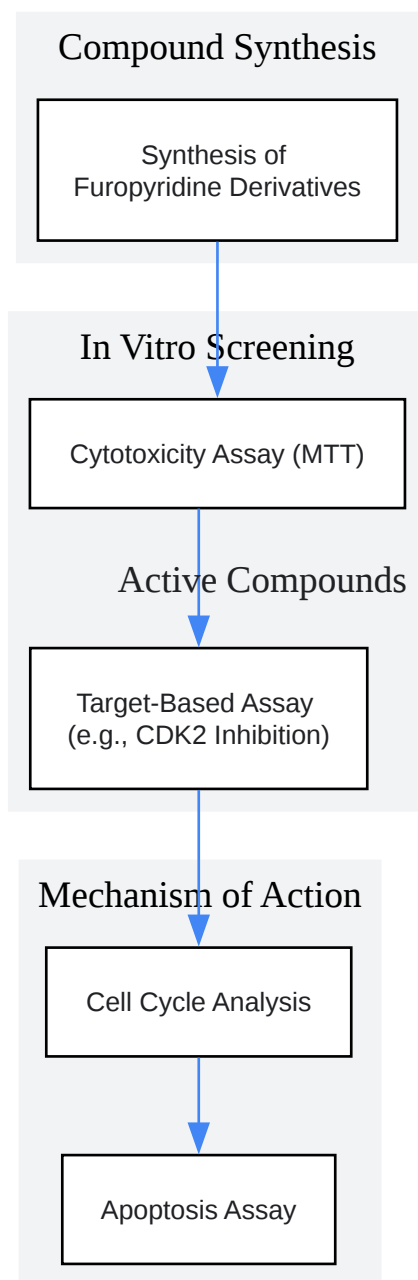 Compound Synthesis
Synthesis of
Furopyridine Derivatives
In Vitro Screening
Cytotoxicity Assay (MTT)
Active Compounds
Target-Based Assay
(e.g., CDK2 Inhibition)
Mechanism of Action
Cell Cycle Analysis
Apoptosis Assay